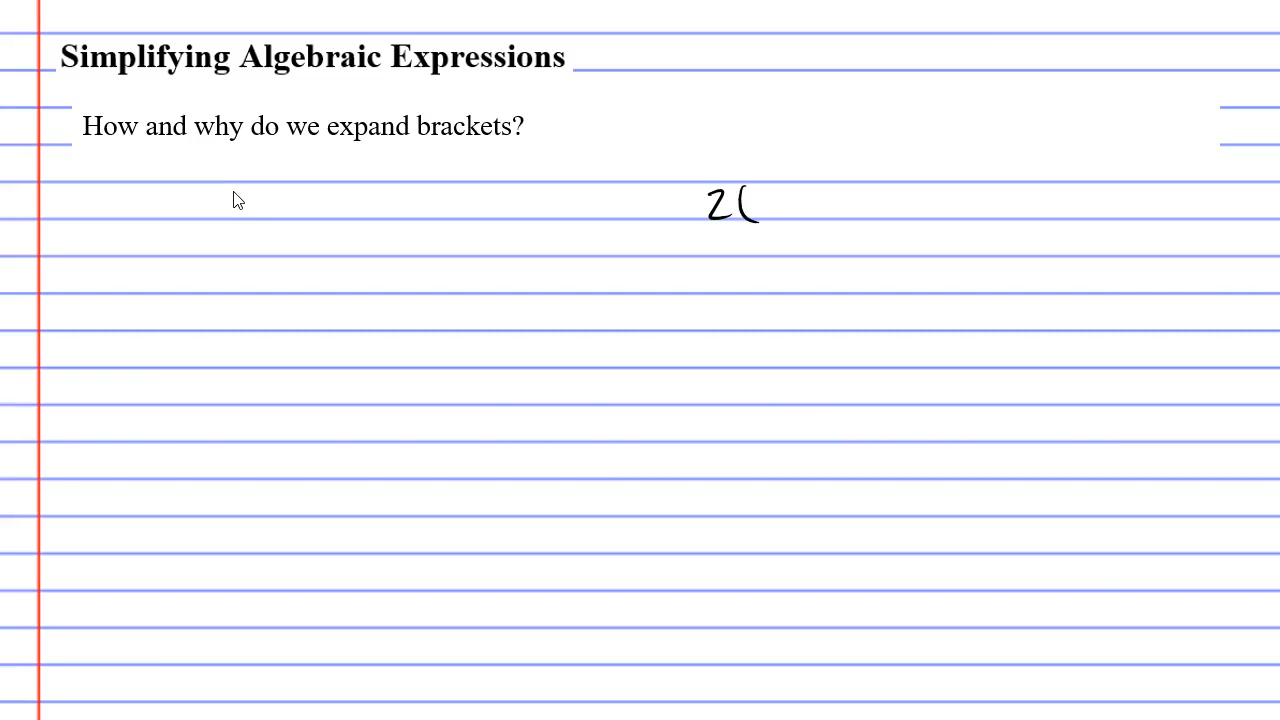 Simplifying Algebraic Expressions
How and why do we expand brackets?
2(